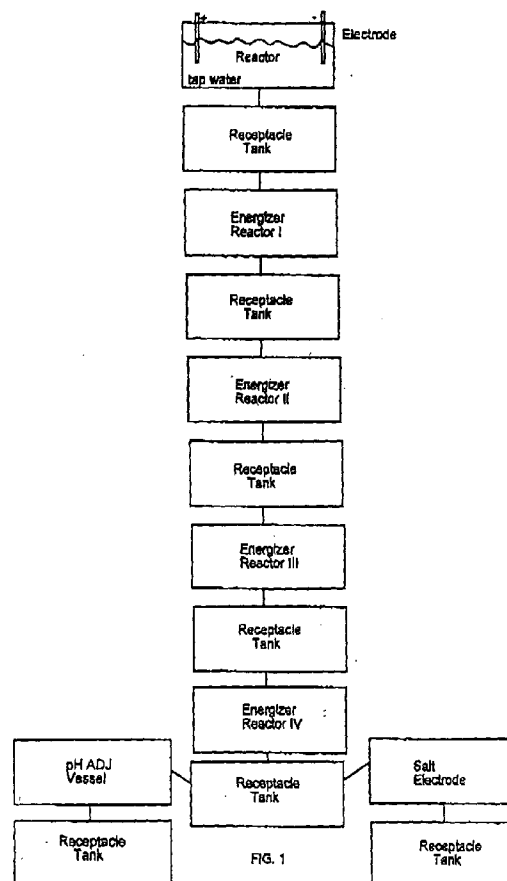 + -
Electrode
Reactor
tap water
Receptacle
Tank
Energizer
Reactor I
Receptacle
Tank
Energizer
Reactor II
Receptacle
Tank
Energizer
Reactor III
Receptacle
Tank
Energizer
Reactor IV
pH ADJ
Vessel
Receptacle
Tank
Salt
Electrode
Receptacle
Tank
FIG. 1
Receptacle
Tank